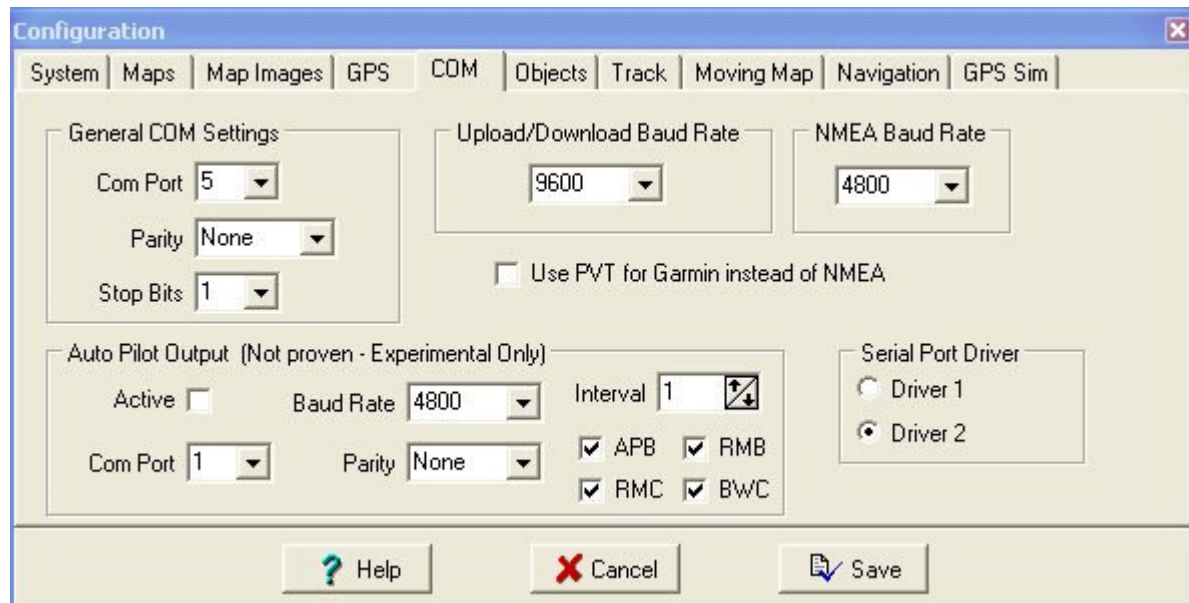 Configuration
System Maps Map Images GPS COM Objects Track Moving Map Navigation GPS Sim
General COM Settings
Com Port 5
Parity None
Stop Bits 1
Upload/Download Baud Rate
9600
NMEA Baud Rate
4800
Use PVT for Garmin instead of NMEA
Auto Pilot Output (Not proven - Experimental Only)
Active
Baud Rate 4800
Interval 1
Com Port 1
Parity None
APB RMB
RMC BWC
Serial Port Driver
Driver 1
Driver 2
? Help
Cancel
Save